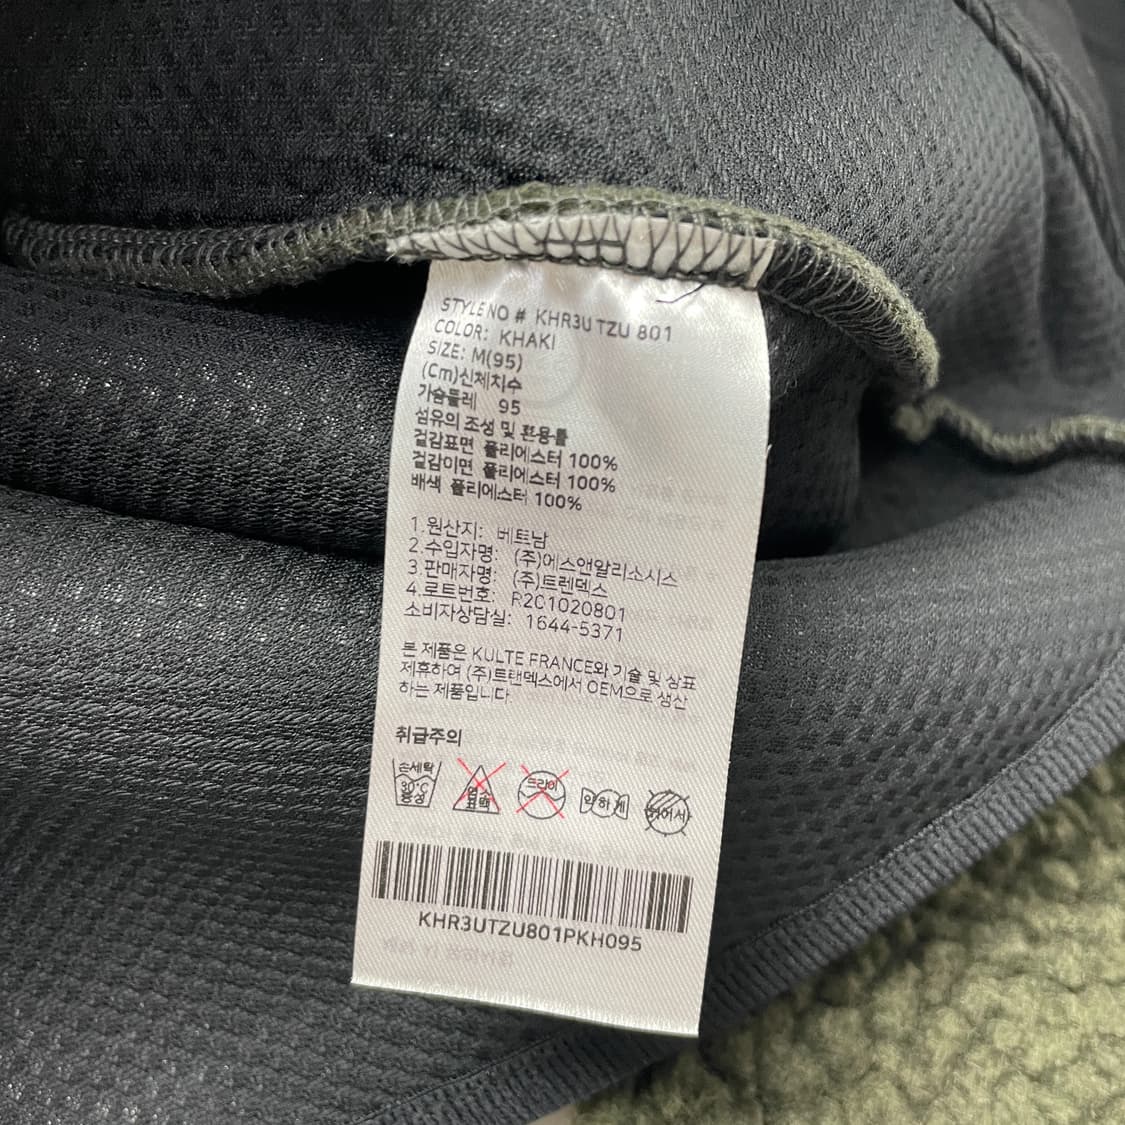 STYLE NO # KHR3UTZU 801
COLOR: KHAKI
SIZE: M(95)
(Cm)신체치수
가슴둘레 95
섬유의 조성 및 혼용률
겉감표면 폴리에스터 100%
겉감이면 폴리에스터 100%
배색 폴리에스터 100%
1.원산지: 베트남
2.수입자명: (주)에스앤알리소시스
3.판매자명: (주)트렌덱스
4.로트번호: R201020801
소비자상담실: 1644-5371
본 제품은 KULTE FRANCE와 기술 및 상표
제휴하여 (주)트랜덱스에서 OEM으로 생산
하는 제품입니다.
취급주의
손세탁
30℃
중성
염소
표백
드라이
약하게
뉘어서
KHR3UTZU801PKH095